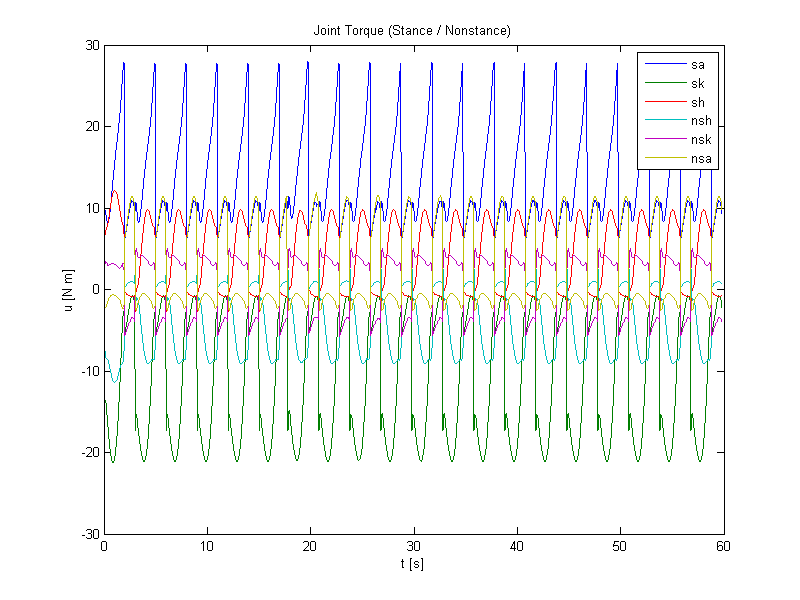 Joint Torque (Stance / Nonstance)
30
20
10
0
-10
-20
-30
u [N m]
0 10 20 30 40 50 60
t [s]
sa
sk
sh
nsh
nsk
nsa